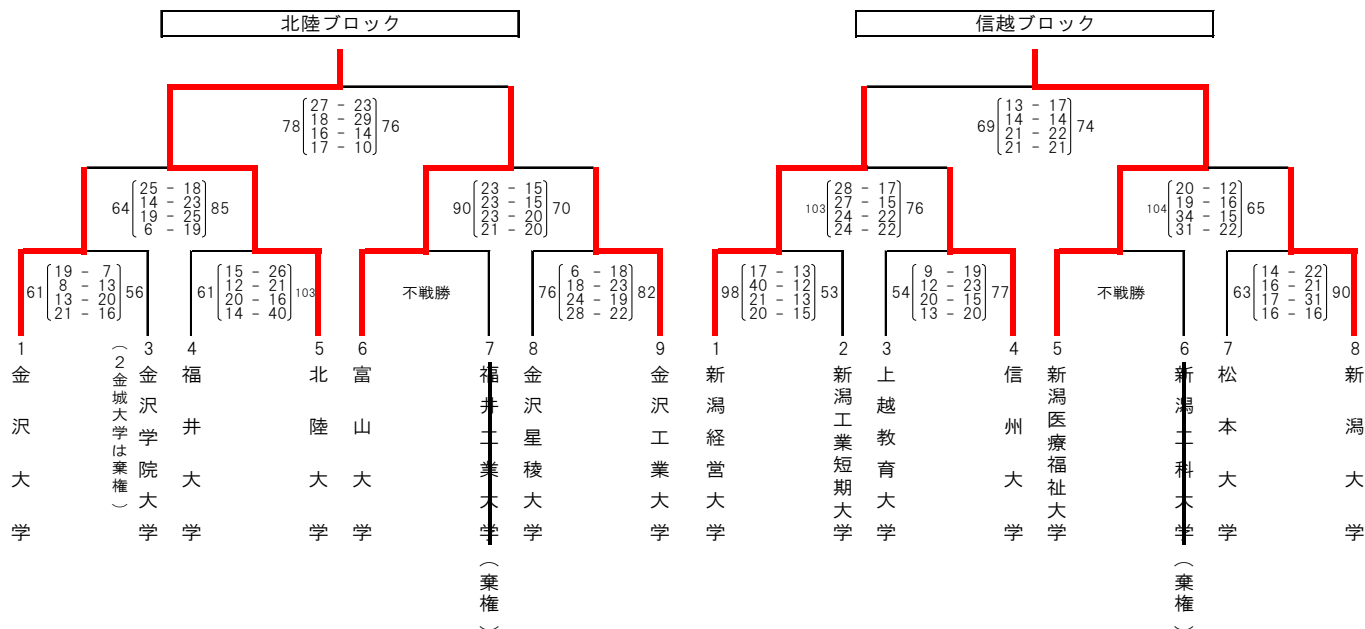 北陸ブロック
78 27 - 23 76
18 - 29
16 - 14
17 - 10
64 25 - 18 85
14 - 23
19 - 25
6 - 19
90 23 - 15 70
23 - 15
23 - 20
21 - 20
61 19 - 7 56
8 - 13
13 - 20
21 - 16
61 15 - 26 103
12 - 21
20 - 16
14 - 40
不戦勝
76 6 - 18 82
18 - 23
24 - 19
28 - 22
1 金沢大学
(2金城大学は棄権)
3 金沢学院大学
4 福井大学
5 北陸大学
6 富山大学
7 福井工業大学(棄権)
8 金沢星稜大学
9 金沢工業大学
信越ブロック
69 13 - 17 74
14 - 14
21 - 22
21 - 21
103 28 - 17 76
27 - 15
24 - 22
24 - 22
104 20 - 12 65
19 - 16
34 - 15
31 - 22
98 17 - 13 53
40 - 12
21 - 13
20 - 15
54 9 - 19 77
12 - 23
20 - 15
13 - 20
不戦勝
63 14 - 22 90
16 - 21
17 - 31
16 - 16
1 新潟経営大学
2 新潟工業短期大学
3 上越教育大学
4 信州大学
5 新潟医療福祉大学
6 新潟工科大学(棄権)
7 松本大学
8 新潟大学